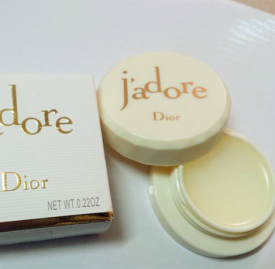 adore
Dior
NET WT.0.22OZ
j'adore
Dior